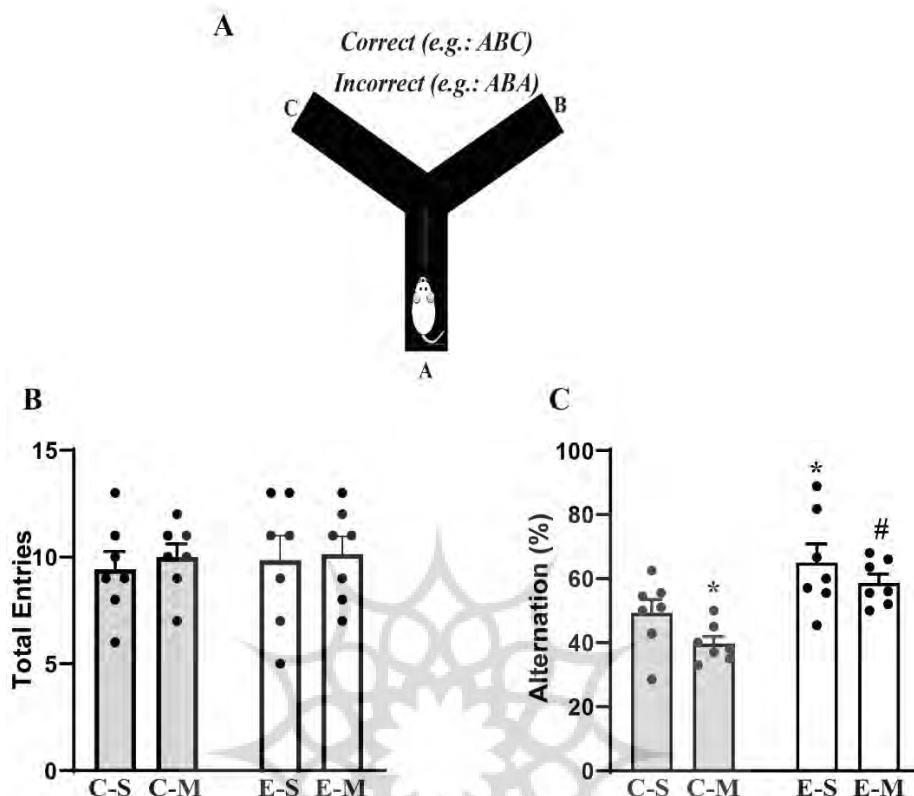 A
Correct (e.g.: ABC)
Incorrect (e.g.: ABA)
C
B
A
B
Total Entries
15
10
5
0
C-S
C-M
E-S
E-M
C
Alternation (%)
100
80
60
40
20
0
*
*
#
C-S
C-M
E-S
E-M